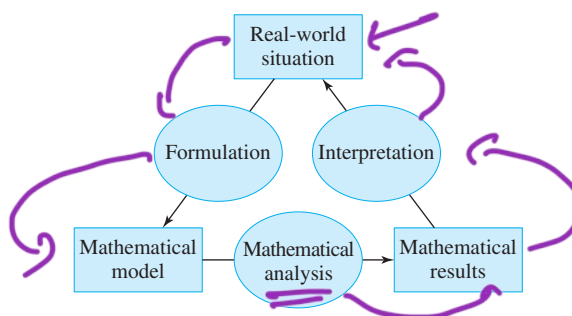 Real-world
situation
Formulation
Interpretation
Mathematical
model
Mathematical
analysis
Mathematical
results